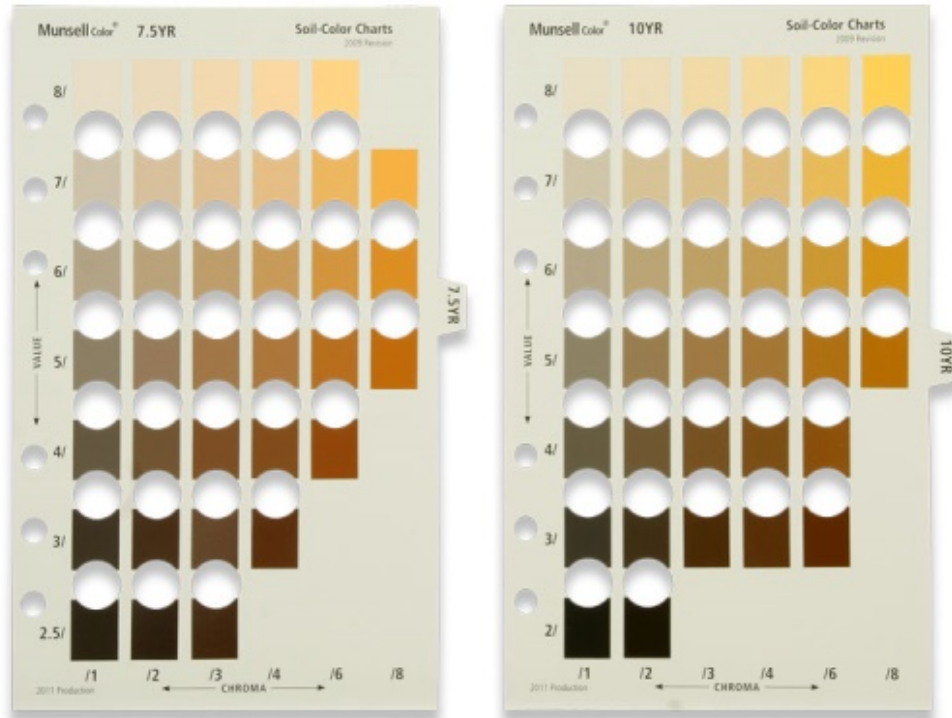 Munsell Color® 7.5YR Soil-Color Charts
2009 Revision
8/
7/
6/
5/
4/
3/
2.5/
VALUE
7.5YR
/1 /2 /3 /4 /6 /8
CHROMA
2011 Production
Munsell Color® 10YR Soil-Color Charts
2009 Revision
8/
7/
6/
5/
4/
3/
2/
VALUE
10YR
/1 /2 /3 /4 /6 /8
CHROMA
2011 Production